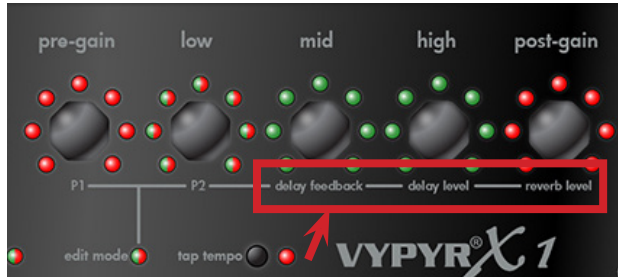 pre-gain low mid high post-gain
P1 P2 delay feedback delay level reverb level
edit mode tap tempo VYPYR® X 1